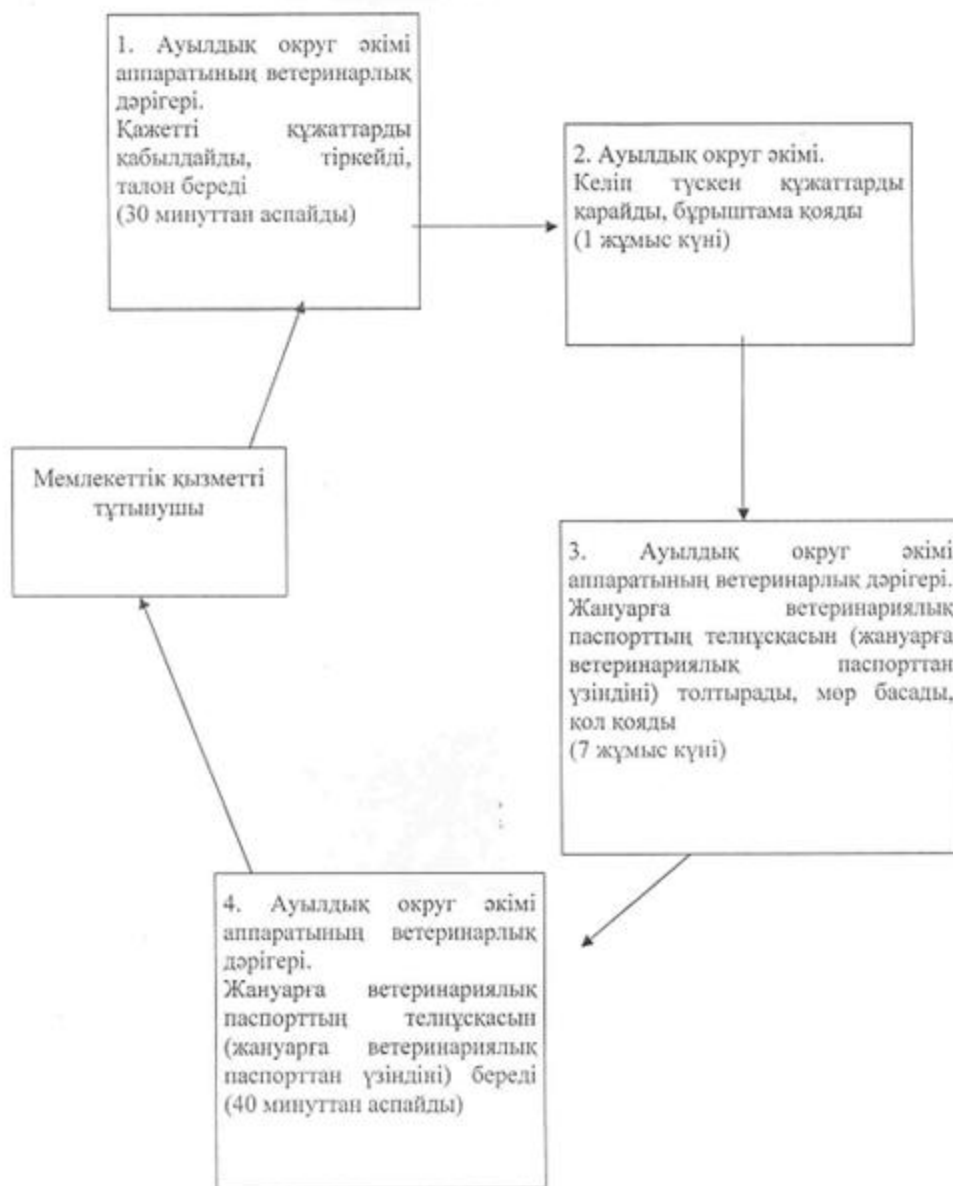 1. Ауылдық округ әкімі
аппаратының ветеринарлық
дәрігері.
Қажетті құжаттарды
қабылдайды, тіркейді,
талон береді
(30 минуттан аспайды)
2. Ауылдық округ әкімі.
Келіп түскен құжаттарды
қарайды, бұрыштама қояды
(1 жұмыс күні)
Мемлекеттік қызметті
тұтынушы
3. Ауылдық округ әкімі
аппаратының ветеринарлық дәрігері.
Жануарға ветеринариялық
паспорттың телнұсқасын (жануарға
ветеринариялық паспорттан
үзіндіні) толтырады, мөр басады,
қол қояды
(7 жұмыс күні)
4. Ауылдық округ әкімі
аппаратының ветеринарлық
дәрігері.
Жануарға ветеринариялық
паспорттың телнұсқасын
(жануарға ветеринариялық
паспорттан үзіндіні) береді
(40 минуттан аспайды)